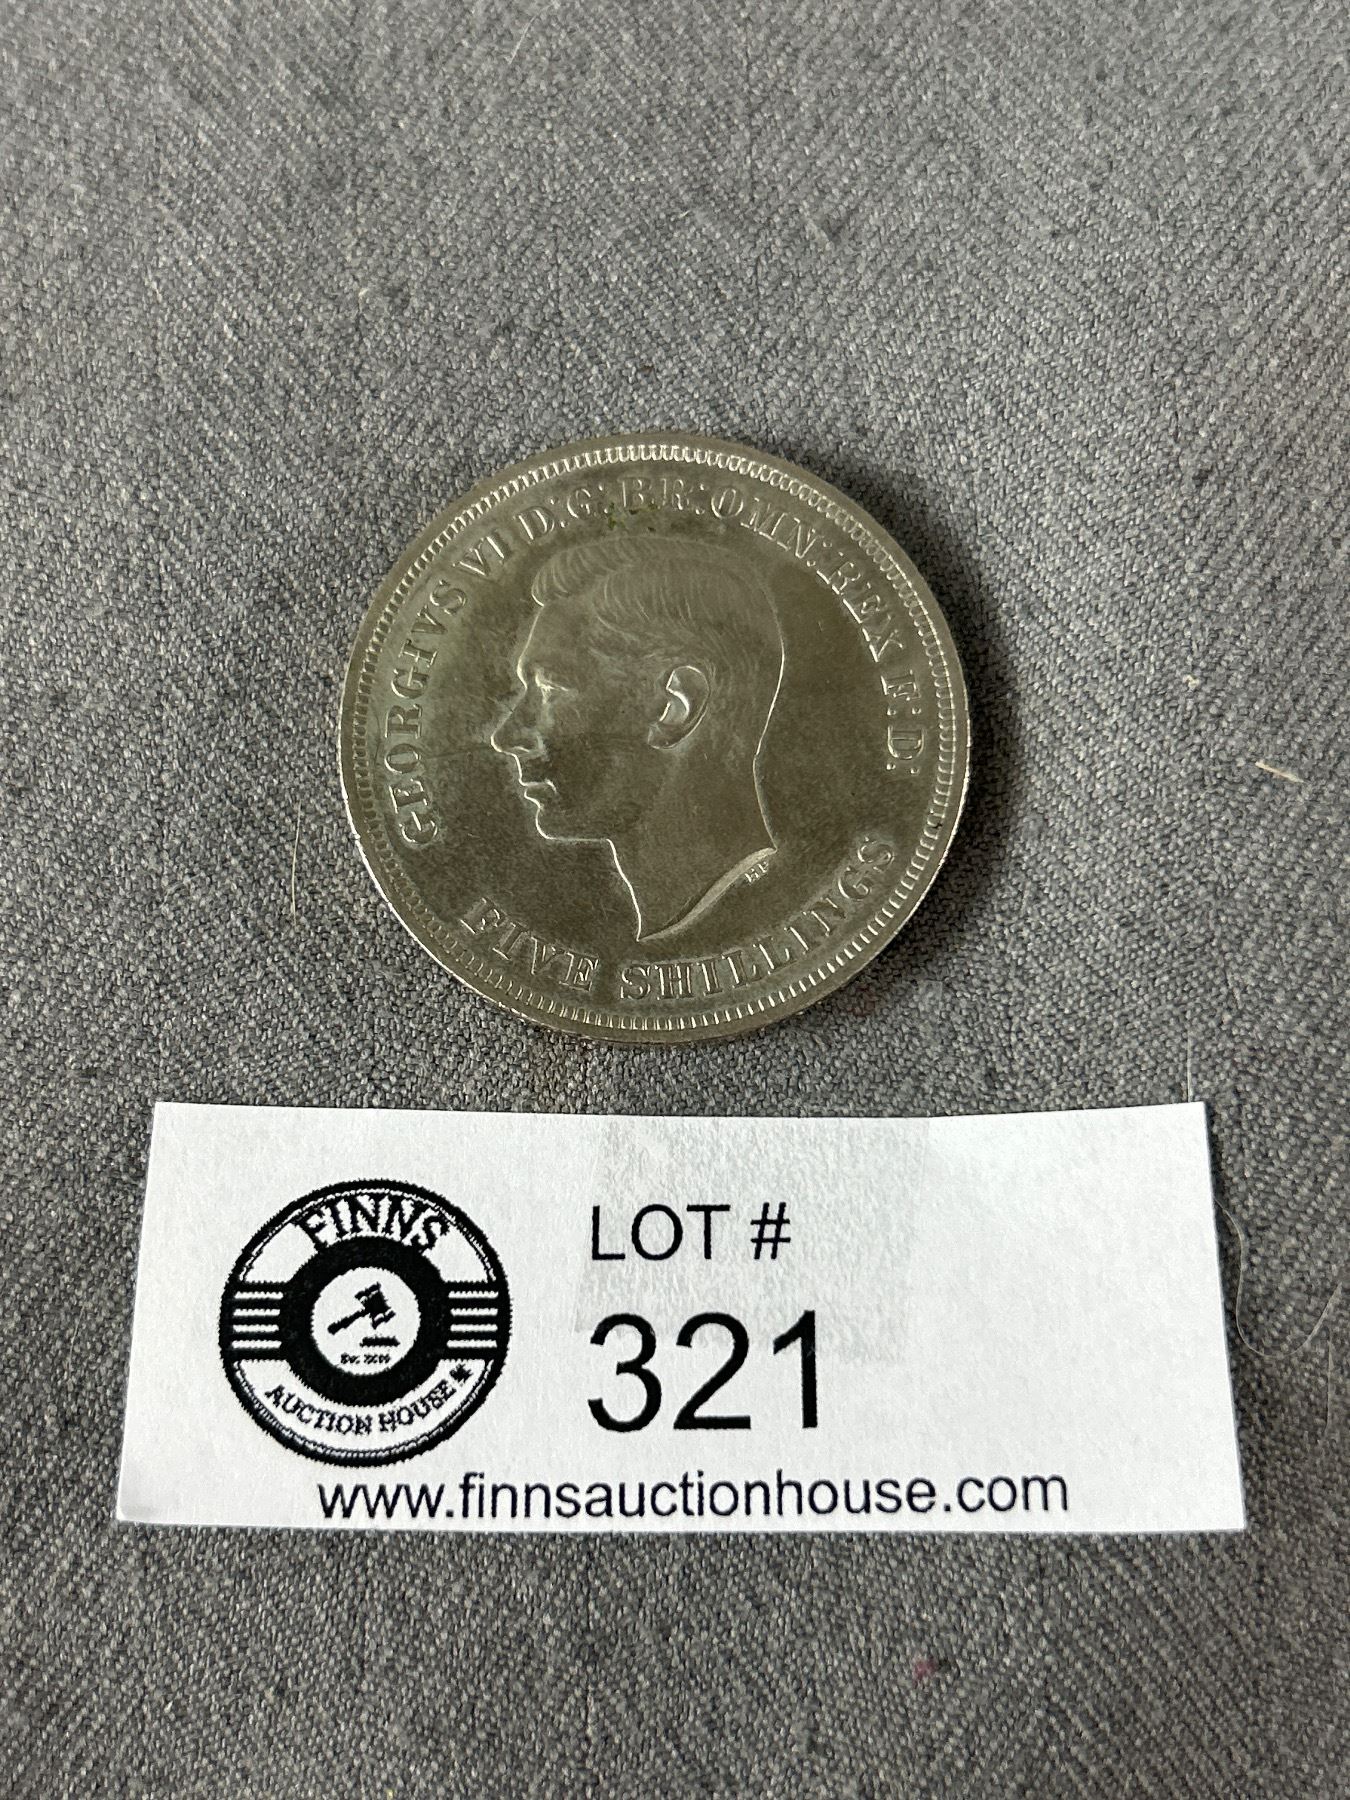 GEORGIVS VI D:G:BR:OMN:REX F:D:
FIVE SHILLINGS
HP
FINNS
AUCTION HOUSE
LOT #
321
www.finnsauctionhouse.com